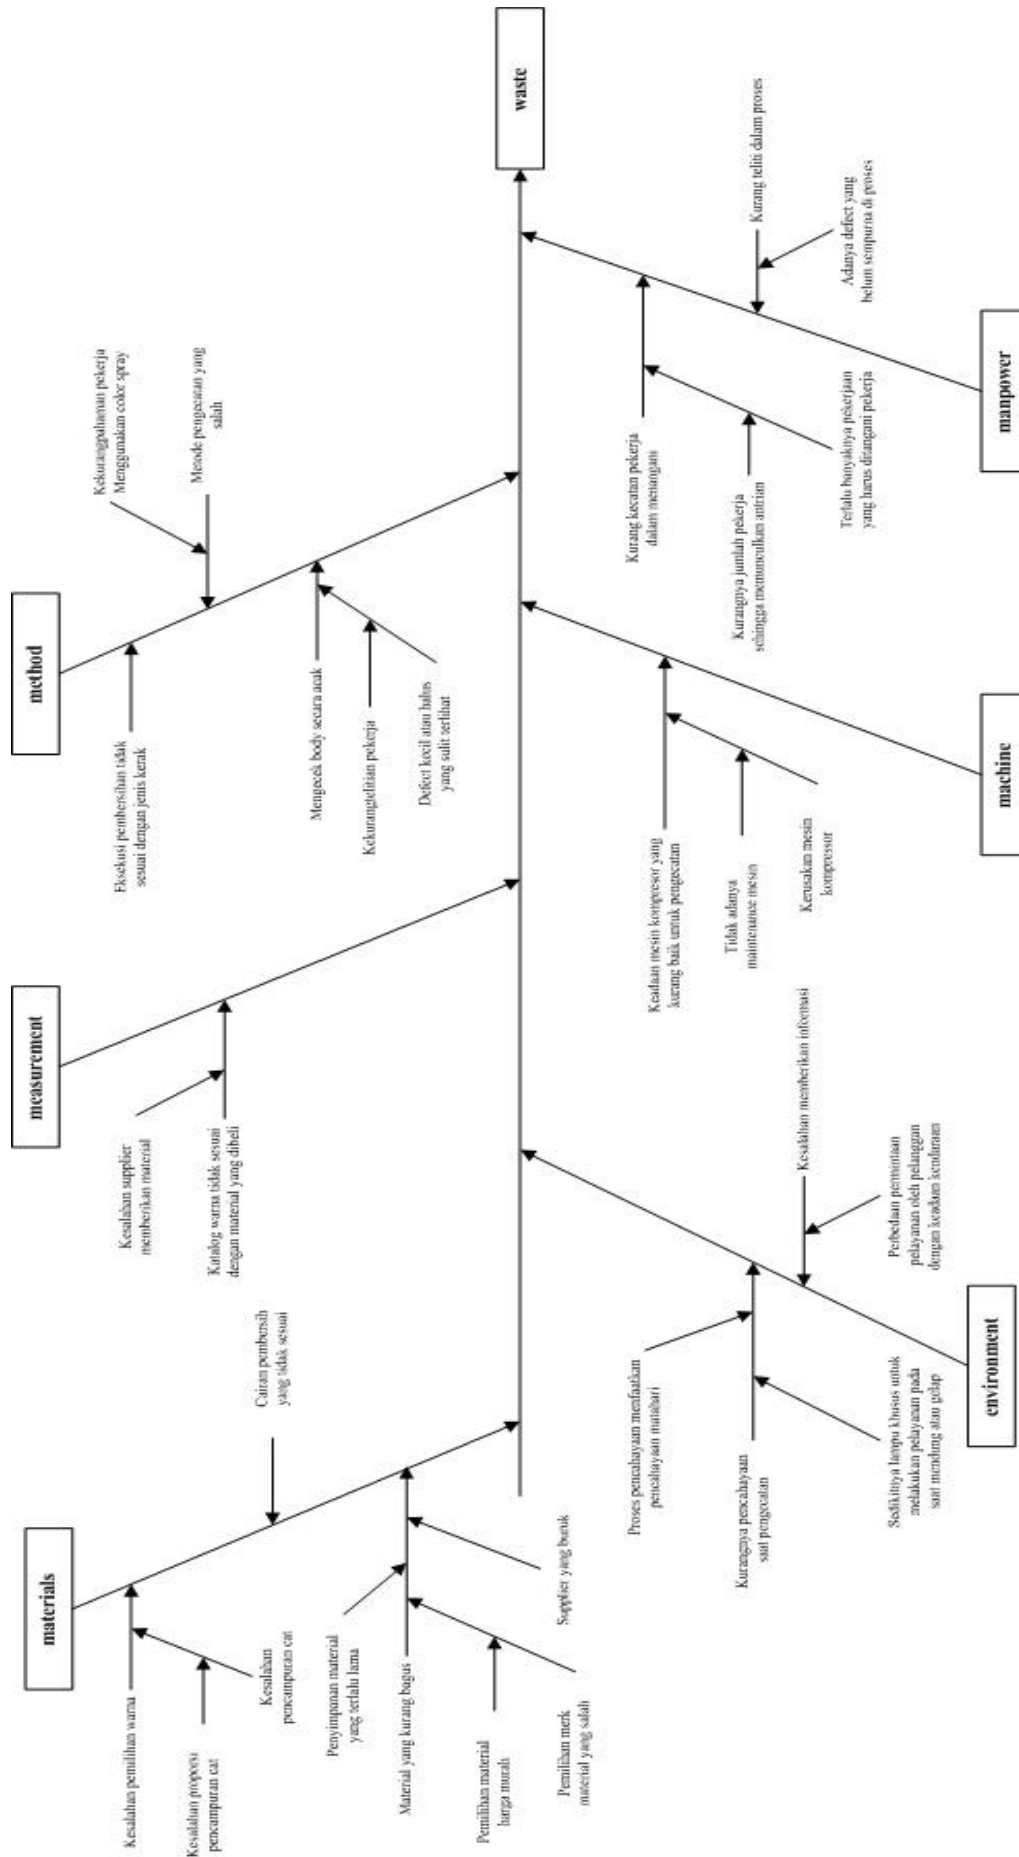 materials
measurement
method
Kesalahan pemilihan warna
Kesalahan proporsi
pencampuran cat
Kesalahan
pencampuran cat
Cairan pembersih
yang tidak sesuai
Penyimpanan material
yang terlalu lama
Material yang kurang bagus
Pemilihan material
harga murah
Pemilihan merk
material yang salah
Supplier yang buruk
Kesalahan supplier
memberikan material
Katalog warna tidak sesuai
dengan material yang dibeli
Eksekusi pembersihan tidak
sesuai dengan jenis kerak
Kekurangpahaman pekerja
Menggunakan color spray
Metode pengecatan yang
salah
Mengecek body secara acak
Kekurangtelitian pekerja
Defect kecil atau halus
yang sulit terlihat
waste
Proses pencahayaan menfaatkan
pencahayaan matahari
Kurangnya pencahayaan
saat pengecatan
Sedikitnya lampu khusus untuk
melakukan pelayanan pada
saat mendung atau gelap
Kesalahan memberikan informasi
Perbedaan permintaan
pelayanan oleh pelanggan
dengan keadaan kendaraan
Keadaan mesin kompresor yang
kurang baik untuk pengecatan
Tidak adanya
maintenance mesin
Kerusakan mesin
kompressor
Kurang kecatan pekerja
dalam menangani
Kurangnya jumlah pekerja
sehingga memunculkan antrian
Terlalu banyaknya pekerjaan
yang harus ditangani pekerja
Kurang teliti dalam proses
Adanya defect yang
belum sempurna di proses
environment
machine
manpower